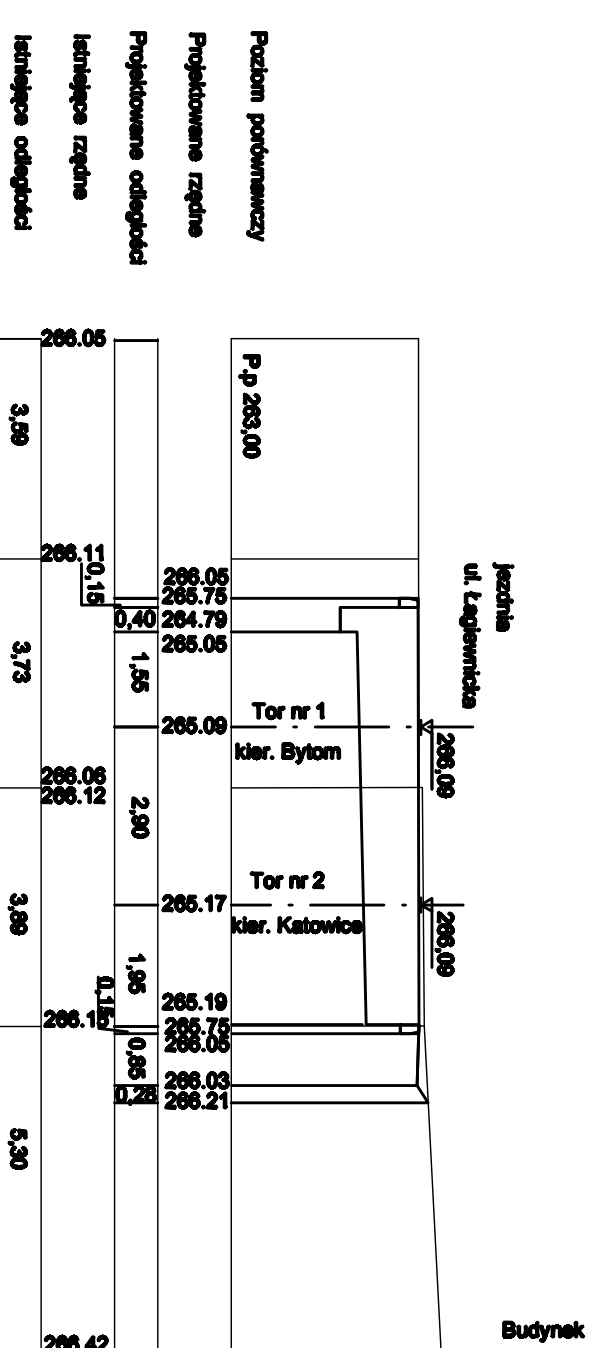 Poziom porównawczy
Projektowane rzędne
Projektowane odległości
Istniejące rzędne
Istniejące odległości
jezdnia
ul. Łagiewnicka
266,09
266,09
Budynek
P.p 263,00
Tor nr 1
kier. Bytom
Tor nr 2
kier. Katowice
266.05
265.75
264.79
265.05
265.09
265.17
265.19
265.75
266.05
266.03
266.21
0,15
0,40
1,55
2,90
1,95
0,15
0,85
0,28
266.05
266.11
266.06
266.12
266.15
266.42
3,59
3,73
3,89
5,30